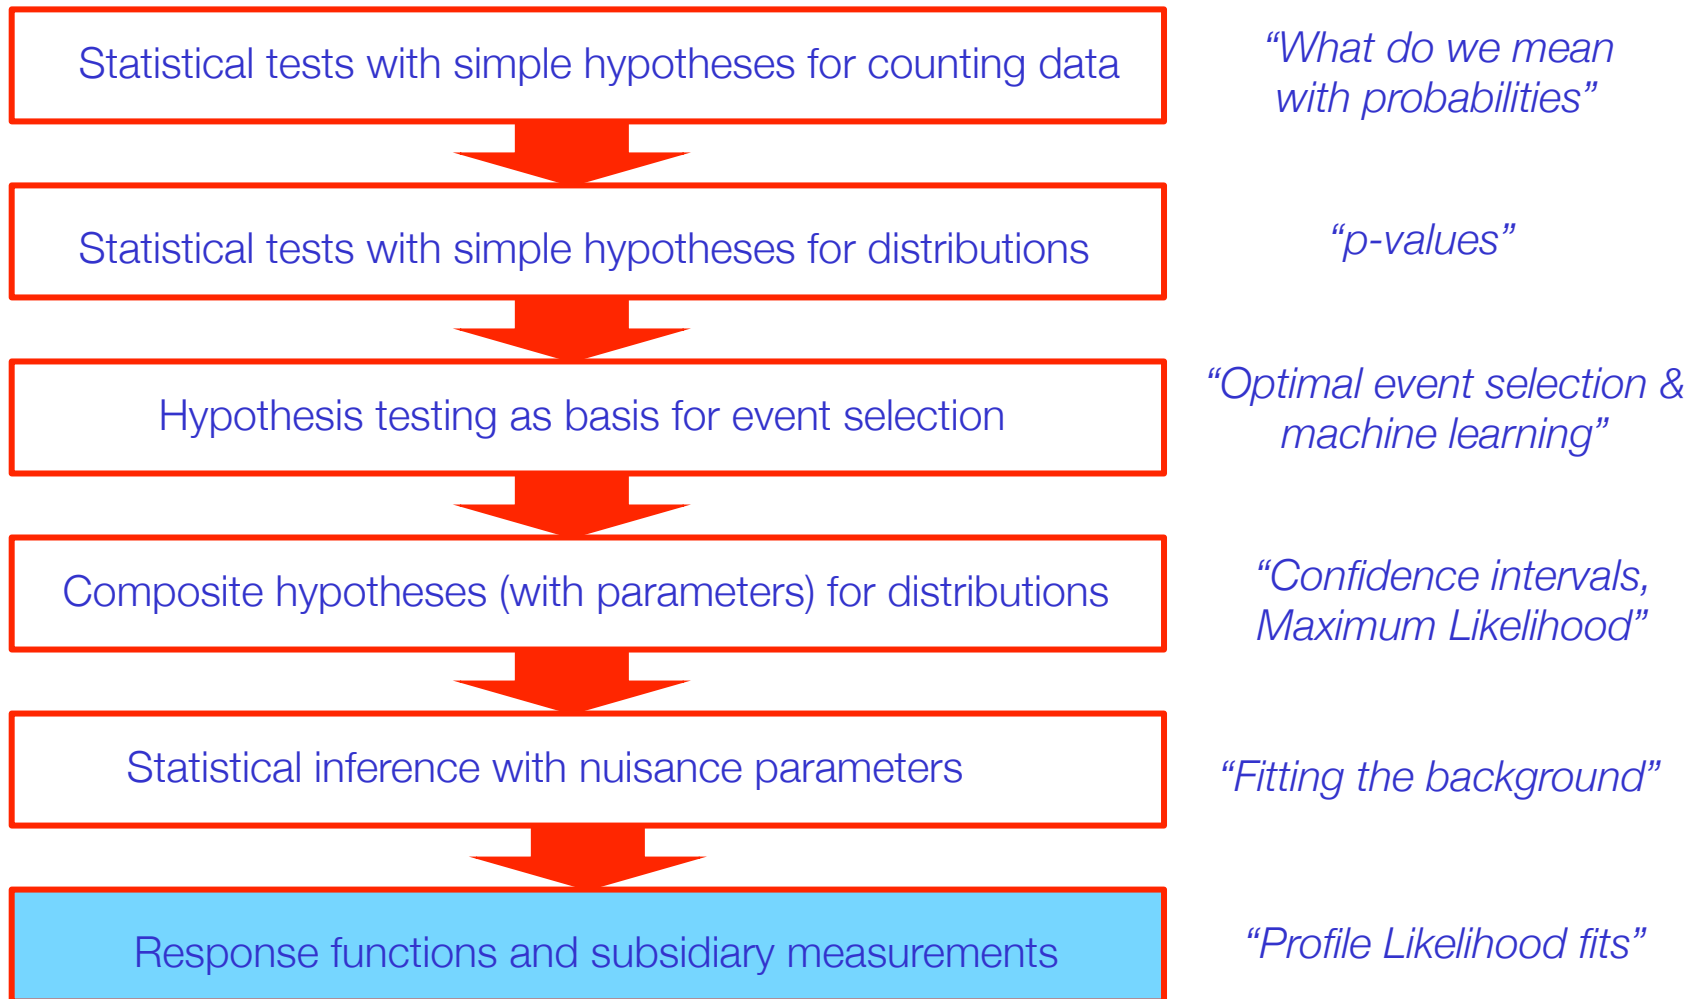 Statistical tests with simple hypotheses for counting data
“What do we mean
with probabilities”
Statistical tests with simple hypotheses for distributions
“p-values”
Hypothesis testing as basis for event selection
“Optimal event selection &
machine learning”
Composite hypotheses (with parameters) for distributions
“Confidence intervals,
Maximum Likelihood”
Statistical inference with nuisance parameters
“Fitting the background”
Response functions and subsidiary measurements
“Profile Likelihood fits”